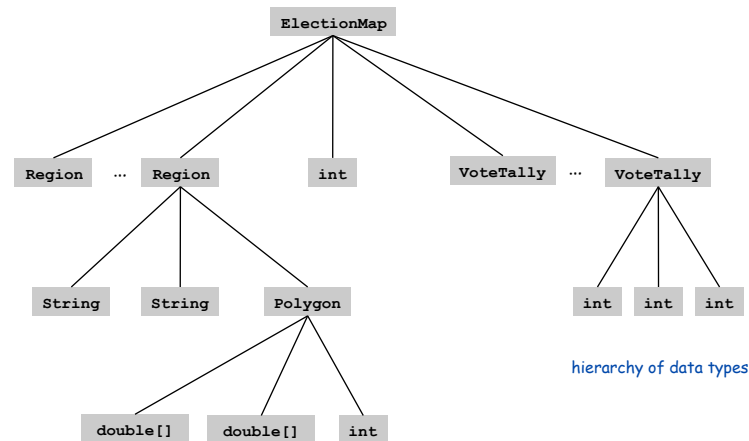 ElectionMap
Region ... Region int VoteTally ... VoteTally
String String Polygon int int int
hierarchy of data types
double[] double[] int